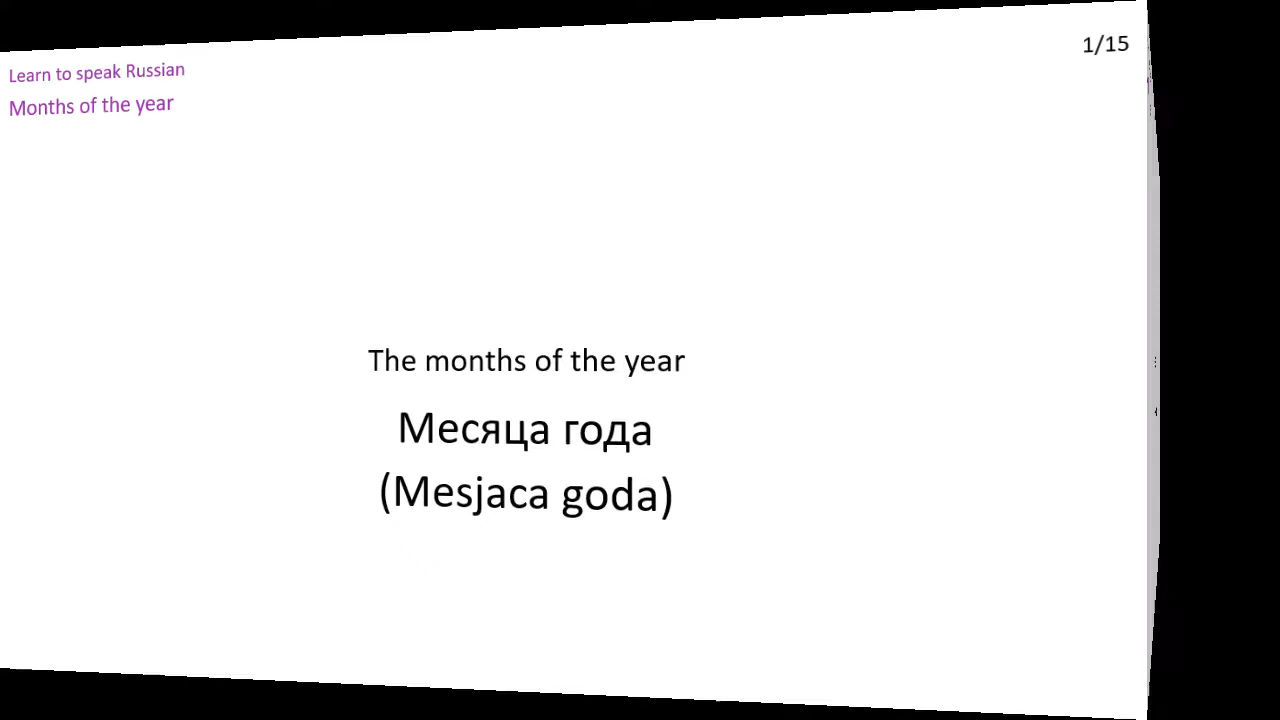 Learn to speak Russian
1/15
Months of the year
The months of the year
Месяца года
(Mesjaca goda)